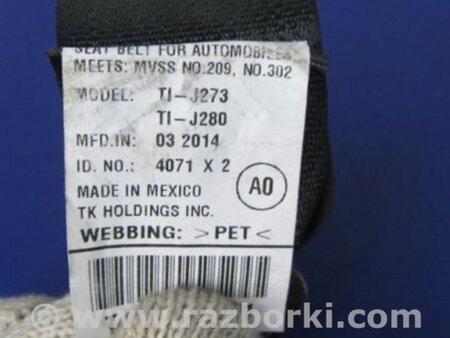 SEAT BELT FOR AUTOMOBILES
MEETS: MVSS NO.209, NO.302
MODEL: TI-J273
TI-J280
MFD.IN: 03 2014
ID. NO.: 4071 X 2
MADE IN MEXICO
A0
TK HOLDINGS INC.
WEBBING: >PET<
www.razborki.com